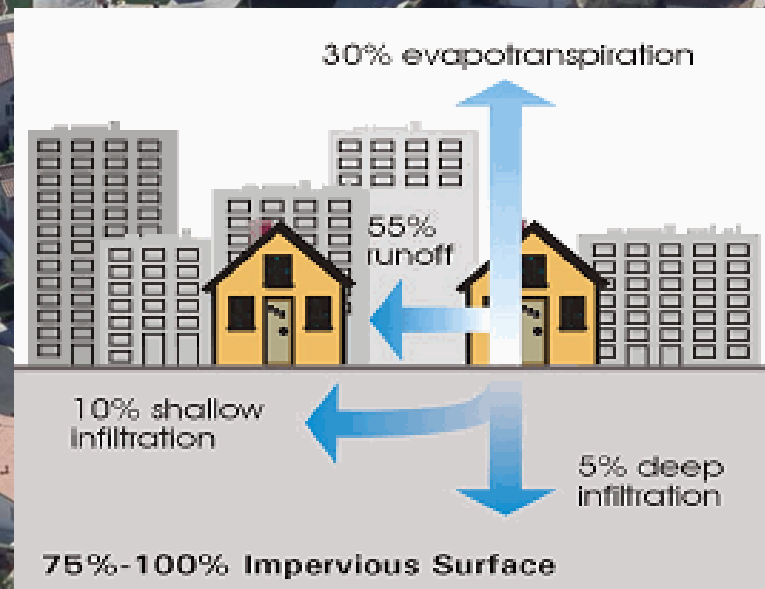 30% evapotranspiration
55%
runoff
10% shallow
infiltration
5% deep
infiltration
75%-100% Impervious Surface